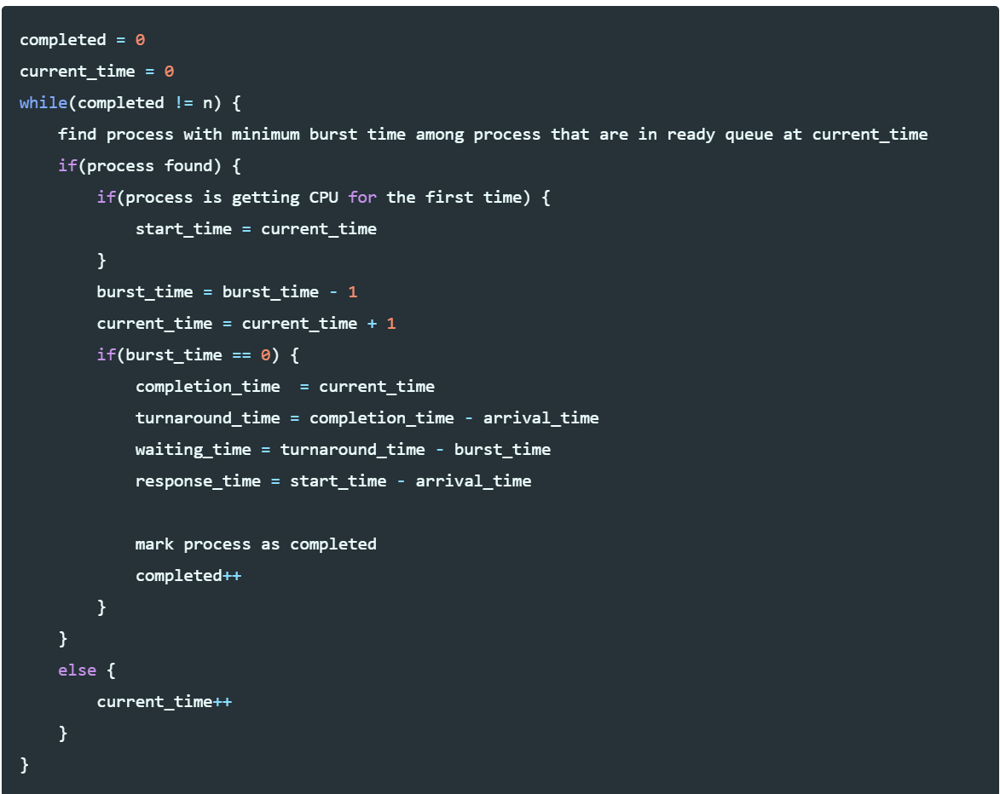 completed = 0
current_time = 0
while(completed != n) {
    find process with minimum burst time among process that are in ready queue at current_time
    if(process found) {
        if(process is getting CPU for the first time) {
            start_time = current_time
        }
        burst_time = burst_time - 1
        current_time = current_time + 1
        if(burst_time == 0) {
            completion_time  = current_time
            turnaround_time = completion_time - arrival_time
            waiting_time = turnaround_time - burst_time
            response_time = start_time - arrival_time

            mark process as completed
            completed++
        }
    }
    else {
        current_time++
    }
}